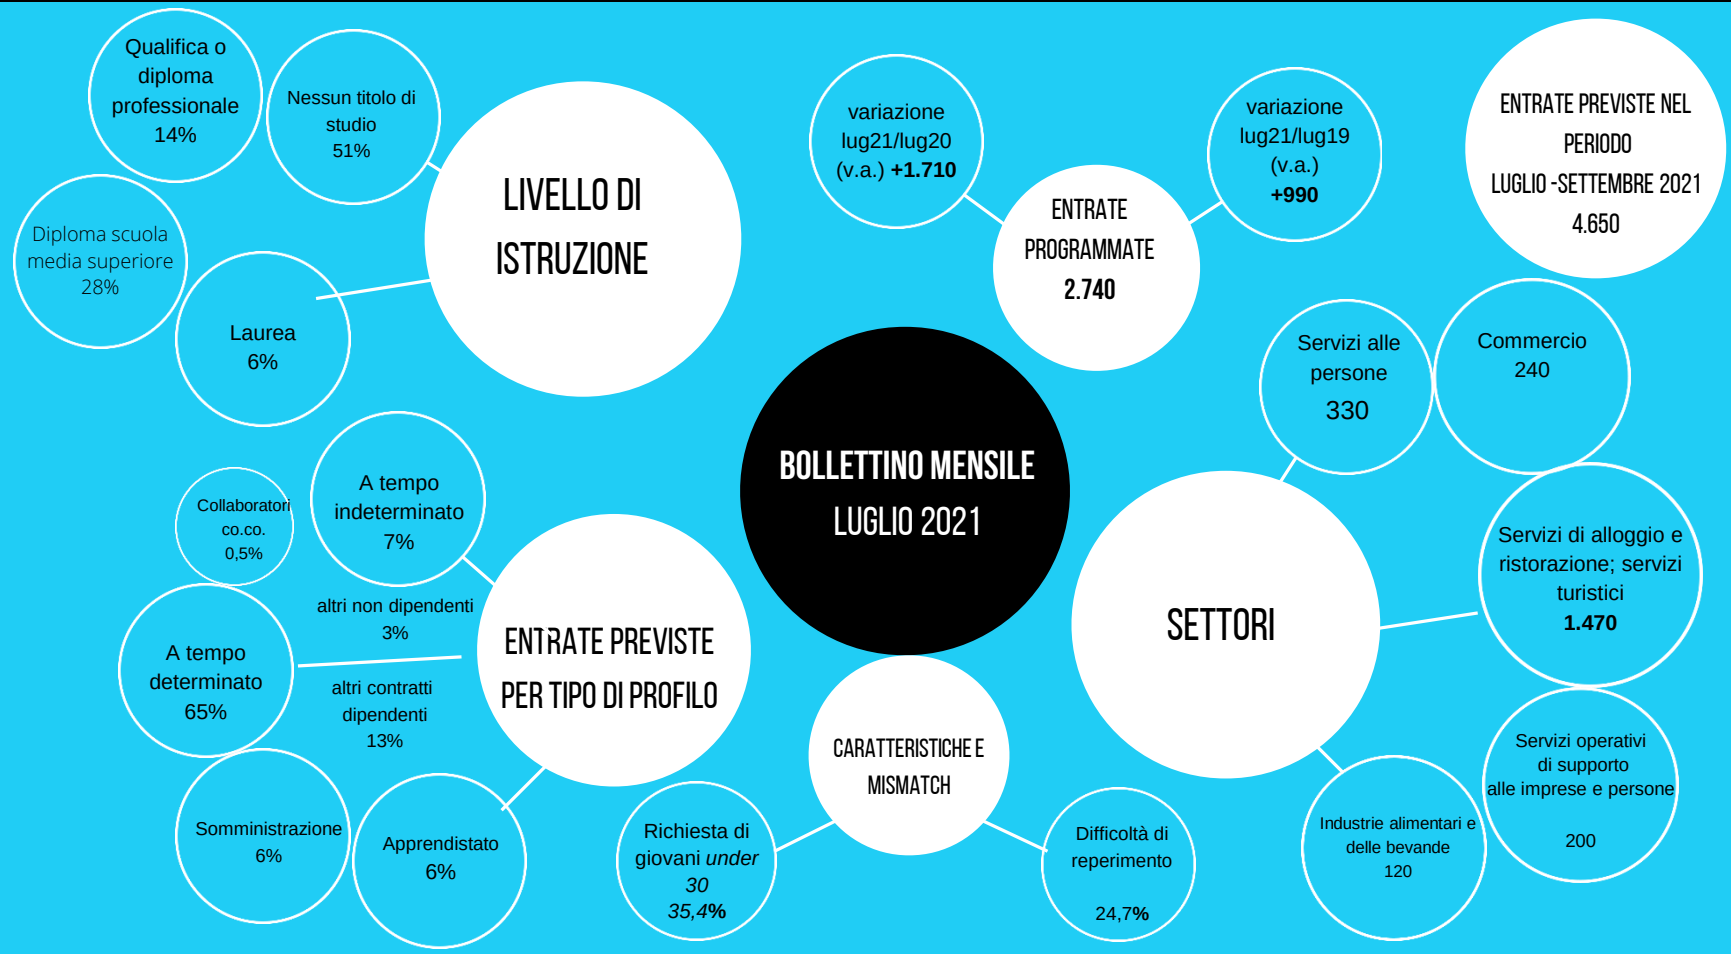 Qualifica o
diploma
professionale
14%
Nessun titolo di
studio
51%
Diploma scuola
media superiore
28%
Laurea
6%
LIVELLO DI
ISTRUZIONE
variazione
lug21/lug20
(v.a.) +1.710
variazione
lug21/lug19
(v.a.)
+990
ENTRATE
PROGRAMMATE
2.740
ENTRATE PREVISTE NEL
PERIODO
LUGLIO -SETTEMBRE 2021
4.650
BOLLETTINO MENSILE
LUGLIO 2021
Servizi alle
persone
330
Commercio
240
Servizi di alloggio e
ristorazione; servizi
turistici
1.470
SETTORI
Servizi operativi
di supporto
alle imprese e persone
200
Industrie alimentari e
delle bevande
120
A tempo
indeterminato
7%
Collaboratori
co.co.
0,5%
altri non dipendenti
3%
A tempo
determinato
65%
altri contratti
dipendenti
13%
ENTRATE PREVISTE
PER TIPO DI PROFILO
Somministrazione
6%
Apprendistato
6%
CARATTERISTICHE E
MISMATCH
Richiesta di
giovani under
30
35,4%
Difficoltà di
reperimento
24,7%